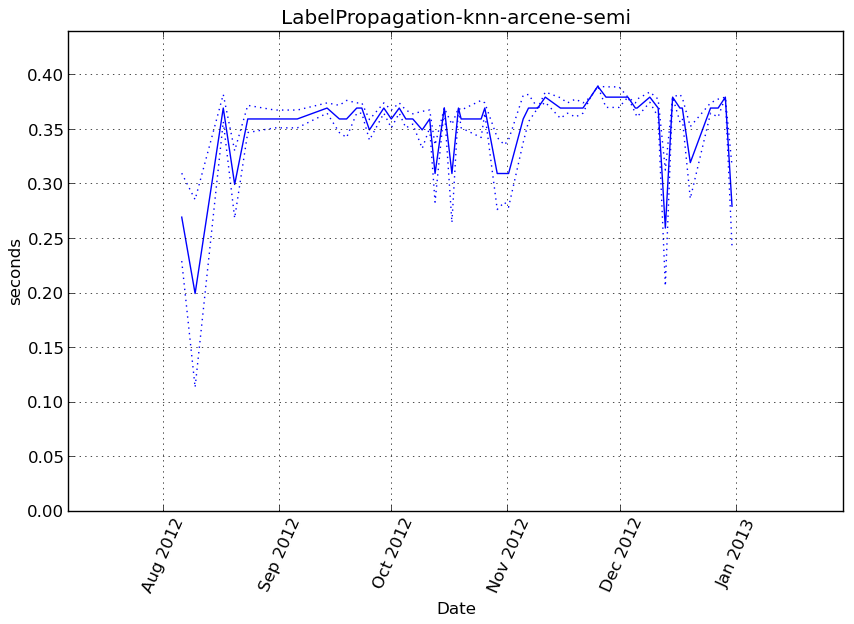 LabelPropagation-knn-arcene-semi
0.40
0.35
0.30
0.25
0.20
0.15
0.10
0.05
0.00
seconds
Aug 2012
Sep 2012
Oct 2012
Nov 2012
Dec 2012
Jan 2013
Date